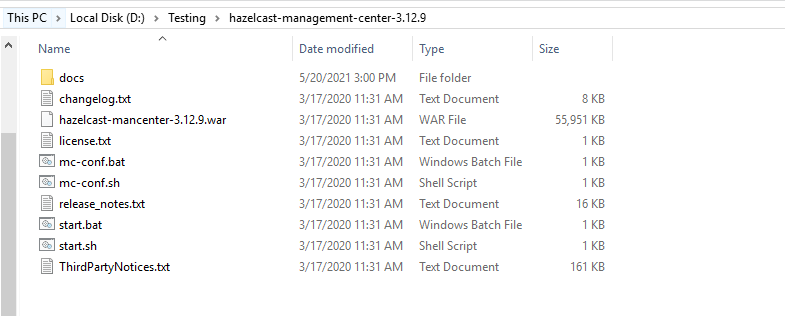 This PC > Local Disk (D:) > Testing > hazelcast-management-center-3.12.9
Name Date modified Type Size
docs 5/20/2021 3:00 PM File folder
changelog.txt 3/17/2020 11:31 AM Text Document 8 KB
hazelcast-mancenter-3.12.9.war 3/17/2020 11:31 AM WAR File 55,951 KB
license.txt 3/17/2020 11:31 AM Text Document 1 KB
mc-conf.bat 3/17/2020 11:31 AM Windows Batch File 1 KB
mc-conf.sh 3/17/2020 11:31 AM Shell Script 1 KB
release_notes.txt 3/17/2020 11:31 AM Text Document 16 KB
start.bat 3/17/2020 11:31 AM Windows Batch File 1 KB
start.sh 3/17/2020 11:31 AM Shell Script 1 KB
ThirdPartyNotices.txt 3/17/2020 11:31 AM Text Document 161 KB